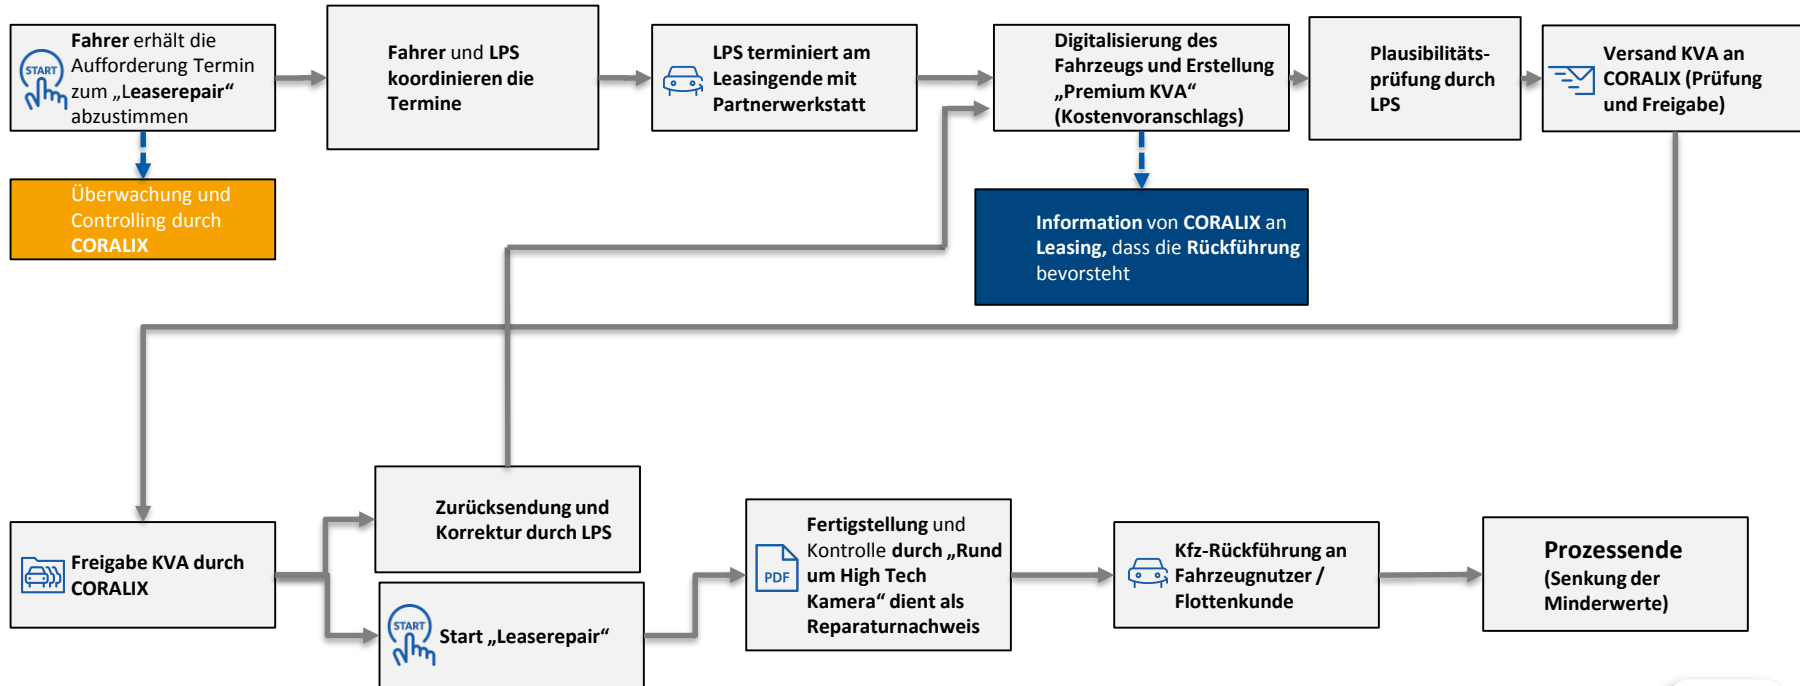 START
Fahrer erhält die
Aufforderung Termin
zum „Leaserepair“
abzustimmen
Fahrer und LPS
koordinieren die
Termine
LPS terminiert am
Leasingende mit
Partnerwerkstatt
Digitalisierung des
Fahrzeugs und Erstellung
„Premium KVA“
(Kostenvoranschlags)
Plausibilitäts-
prüfung durch
LPS
Versand KVA an
CORALIX (Prüfung
und Freigabe)
Überwachung und
Controlling durch
CORALIX
Information von CORALIX an
Leasing, dass die Rückführung
bevorsteht
Freigabe KVA durch
CORALIX
Zurücksendung und
Korrektur durch LPS
START
Start „Leaserepair“
PDF
Fertigstellung und
Kontrolle durch „Rund
um High Tech
Kamera“ dient als
Reparaturnachweis
Kfz-Rückführung an
Fahrzeugnutzer /
Flottenkunde
Prozessende
(Senkung der
Minderwerte)